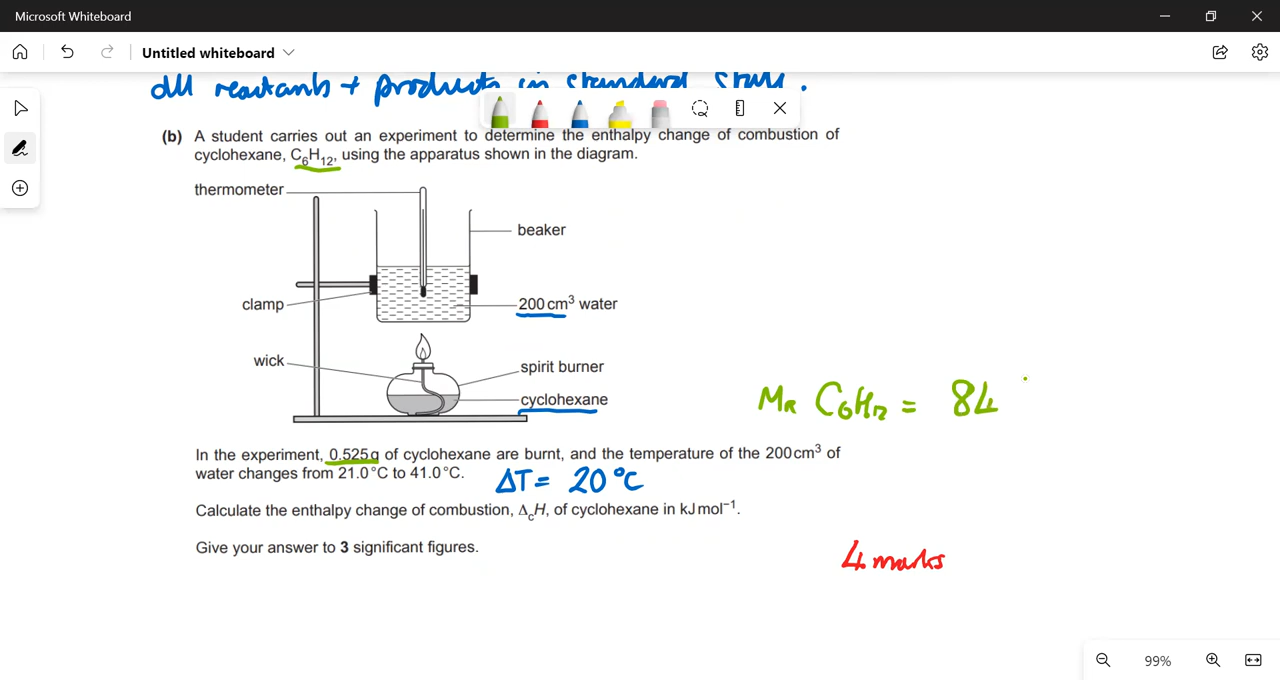 Microsoft Whiteboard
Untitled whiteboard
all reactants + products in standard state.
(b) A student carries out an experiment to determine the enthalpy change of combustion of
cyclohexane, C6H12, using the apparatus shown in the diagram.
thermometer
beaker
clamp
200 cm³ water
wick
spirit burner
cyclohexane
Mr C6H12 = 84
In the experiment, 0.525 g of cyclohexane are burnt, and the temperature of the 200 cm³ of
water changes from 21.0 °C to 41.0 °C.
ΔT = 20°C
Calculate the enthalpy change of combustion, ΔcH, of cyclohexane in kJ mol⁻¹.
Give your answer to 3 significant figures.
4 marks
99%